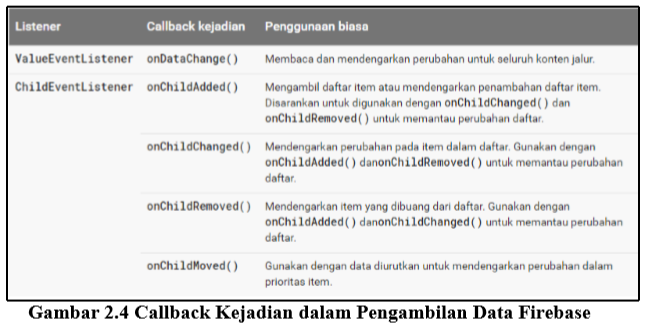 Listener Callback kejadian Penggunaan biasa
ValueEventListener onDataChange() Membaca dan mendengarkan perubahan untuk seluruh konten jalur.
ChildEventListener onChildAdded() Mengambil daftar item atau mendengarkan penambahan daftar item.
Disarankan untuk digunakan dengan onChildChanged() dan
onChildRemoved() untuk memantau perubahan daftar.
onChildChanged() Mendengarkan perubahan pada item dalam daftar. Gunakan dengan
onChildAdded() danonChildRemoved() untuk memantau perubahan
daftar.
onChildRemoved() Mendengarkan item yang dibuang dari daftar. Gunakan dengan
onChildAdded() danonChildChanged() untuk memantau perubahan
daftar.
onChildMoved() Gunakan dengan data diurutkan untuk mendengarkan perubahan dalam
prioritas item.
Gambar 2.4 Callback Kejadian dalam Pengambilan Data Firebase